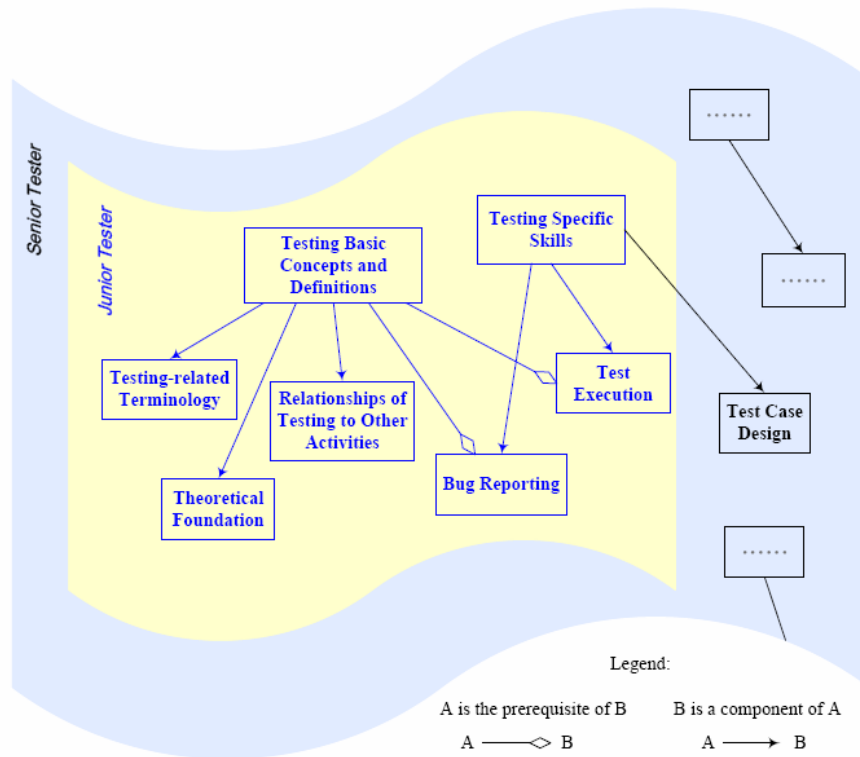 Senior Tester
Junior Tester
......
Testing Specific
Skills
Testing Basic
Concepts and
Definitions
......
Testing-related
Terminology
Relationships of
Testing to Other
Activities
Test
Execution
Test Case
Design
Theoretical
Foundation
Bug Reporting
......
Legend:
A is the prerequisite of B
B is a component of A
A B
A B